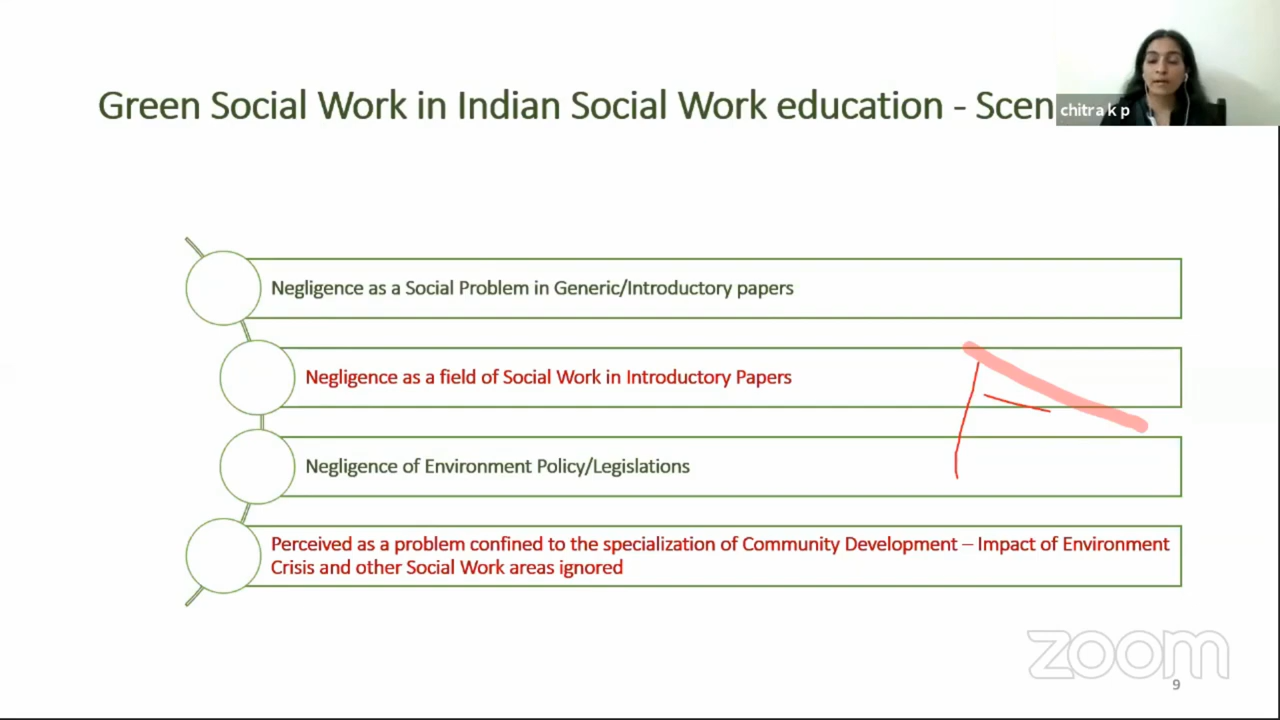 Green Social Work in Indian Social Work education - Scen
chitra k p
Negligence as a Social Problem in Generic/Introductory papers
Negligence as a field of Social Work in Introductory Papers
Negligence of Environment Policy/Legislations
Perceived as a problem confined to the specialization of Community Development – Impact of Environment
Crisis and other Social Work areas ignored
zoom
9